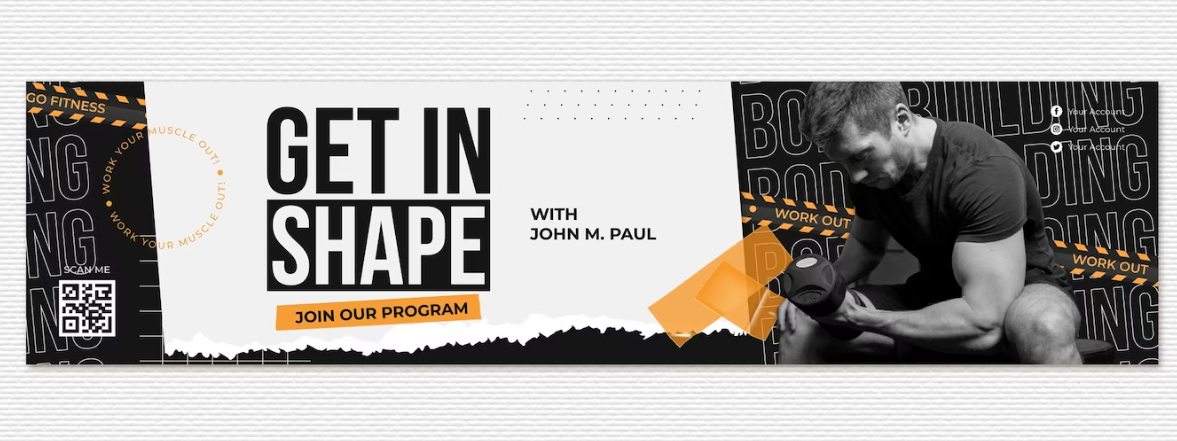 GO FITNESS
WORK YOUR MUSCLE OUT!
WORK YOUR MUSCLE OUT!
SCAN ME
GET IN
SHAPE
JOIN OUR PROGRAM
WITH
JOHN M. PAUL
BODYBUILDING
WORK OUT
WORK OUT
Your Account
Your Account
Your Account